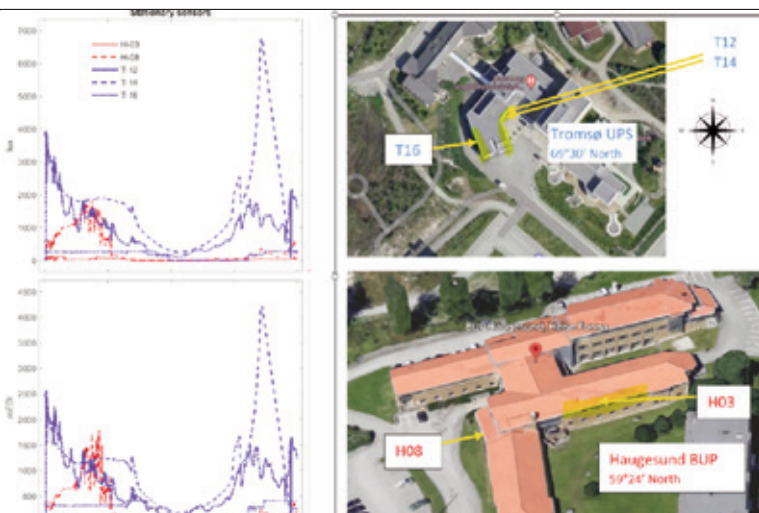 Stationary sensors
7000
6000
5000
4000
3000
2000
1000
0
lux
H-03
H-08
T 12
T 14
T 16
T12
T14
T16
Tromsø UPS
69°30' North
4500
4000
3500
3000
2500
2000
1500
1000
500
H03
H08
Haugesund BUP
59°24' North